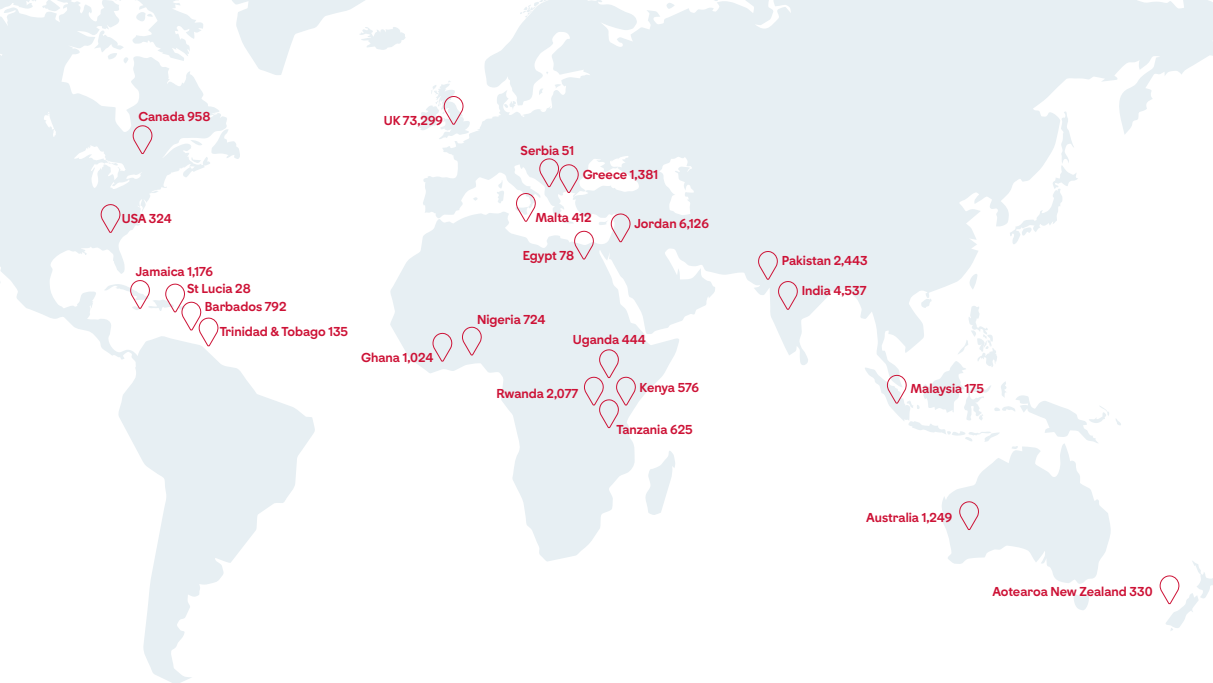 Canada 958
UK 73,299
Serbia 51
Greece 1,381
USA 324
Malta 412
Jordan 6,126
Egypt 78
Pakistan 2,443
Jamaica 1,176
St Lucia 28
India 4,537
Barbados 792
Nigeria 724
Trinidad & Tobago 135
Uganda 444
Ghana 1,024
Kenya 576
Malaysia 175
Rwanda 2,077
Tanzania 625
Australia 1,249
Aotearoa New Zealand 330